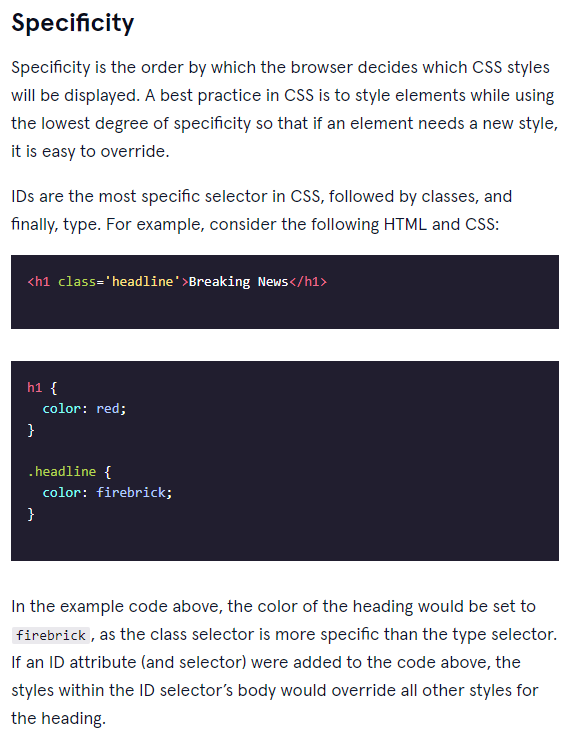 Specificity
Specificity is the order by which the browser decides which CSS styles
will be displayed. A best practice in CSS is to style elements while using
the lowest degree of specificity so that if an element needs a new style,
it is easy to override.
IDs are the most specific selector in CSS, followed by classes, and
finally, type. For example, consider the following HTML and CSS:
<h1 class='headline'>Breaking News</h1>
h1 {
  color: red;
}
.headline {
  color: firebrick;
}
In the example code above, the color of the heading would be set to
firebrick, as the class selector is more specific than the type selector.
If an ID attribute (and selector) were added to the code above, the
styles within the ID selector’s body would override all other styles for
the heading.